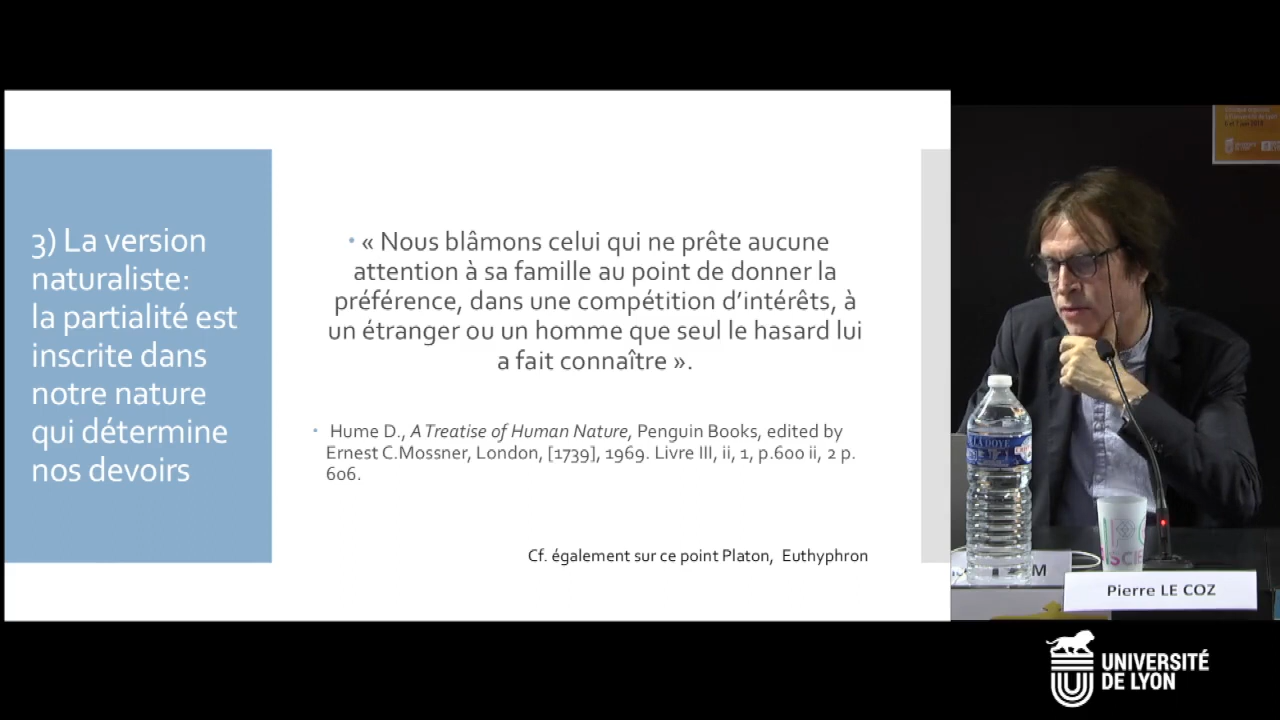 3) La version
naturaliste:
la partialité est
inscrite dans
notre nature
qui détermine
nos devoirs
• « Nous blâmons celui qui ne prête aucune
attention à sa famille au point de donner la
préférence, dans une compétition d’intérêts, à
un étranger ou un homme que seul le hasard lui
a fait connaître ».
• Hume D., A Treatise of Human Nature, Penguin Books, edited by
Ernest C.Mossner, London, [1739], 1969. Livre III, ii, 1, p.600 ii, 2 p.
606.
Cf. également sur ce point Platon, Euthyphron
Pierre LE COZ
UNIVERSITÉ
DE LYON